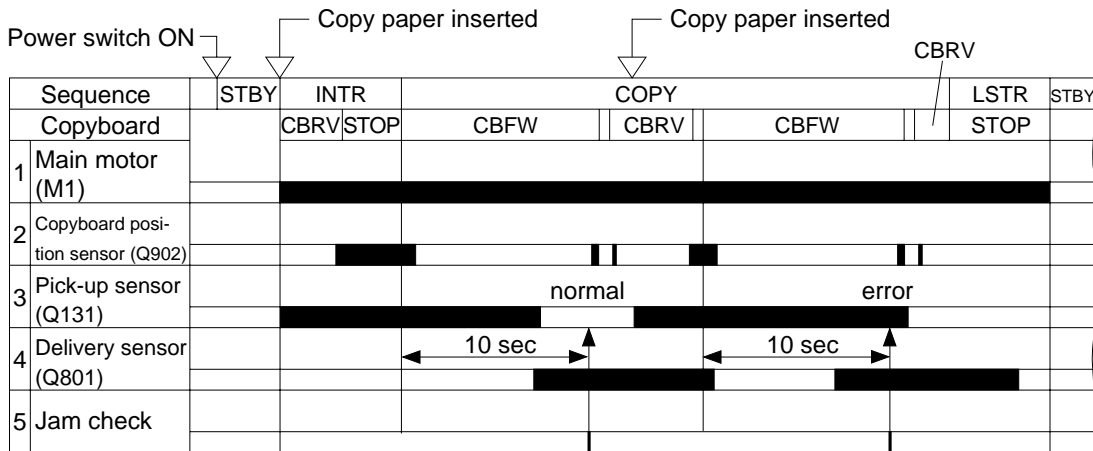 Copy paper inserted
Copy paper inserted
Power switch ON
CBRV
Sequence STBY INTR COPY LSTR STBY
Copyboard CBRV STOP CBFW CBRV CBFW STOP
1 Main motor
(M1)
2 Copyboard posi-
tion sensor (Q902)
3 Pick-up sensor normal error
(Q131)
4 Delivery sensor 10 sec 10 sec
(Q801)
5 Jam check